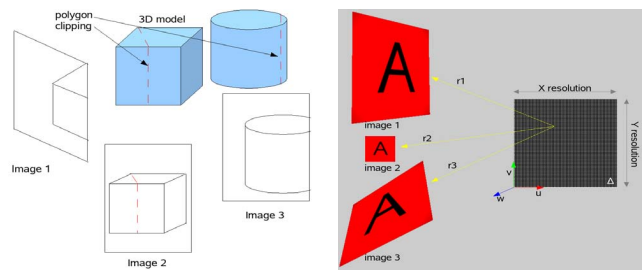 polygon
clipping
3D model
Image 1
Image 2
Image 3
A
image 1
r1
r2
A
image 2
r3
A
image 3
X resolution
Y resolution
v
w
u
Δ